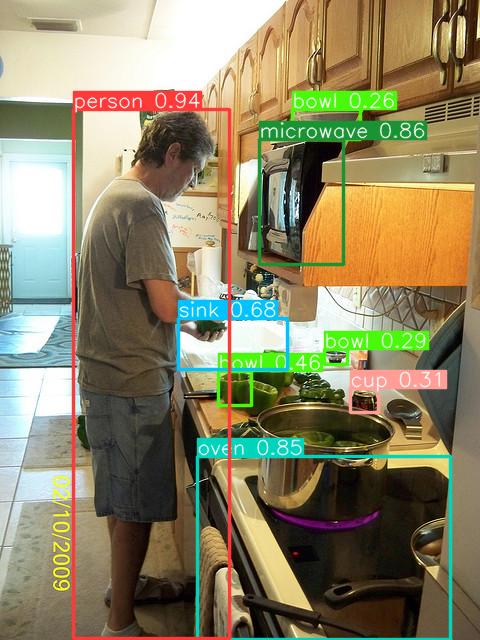 person 0.94
bowl 0.26
microwave 0.86
sink 0.68
bowl 0.29
bowl 0.46
cup 0.31
oven 0.85
02/10/2009